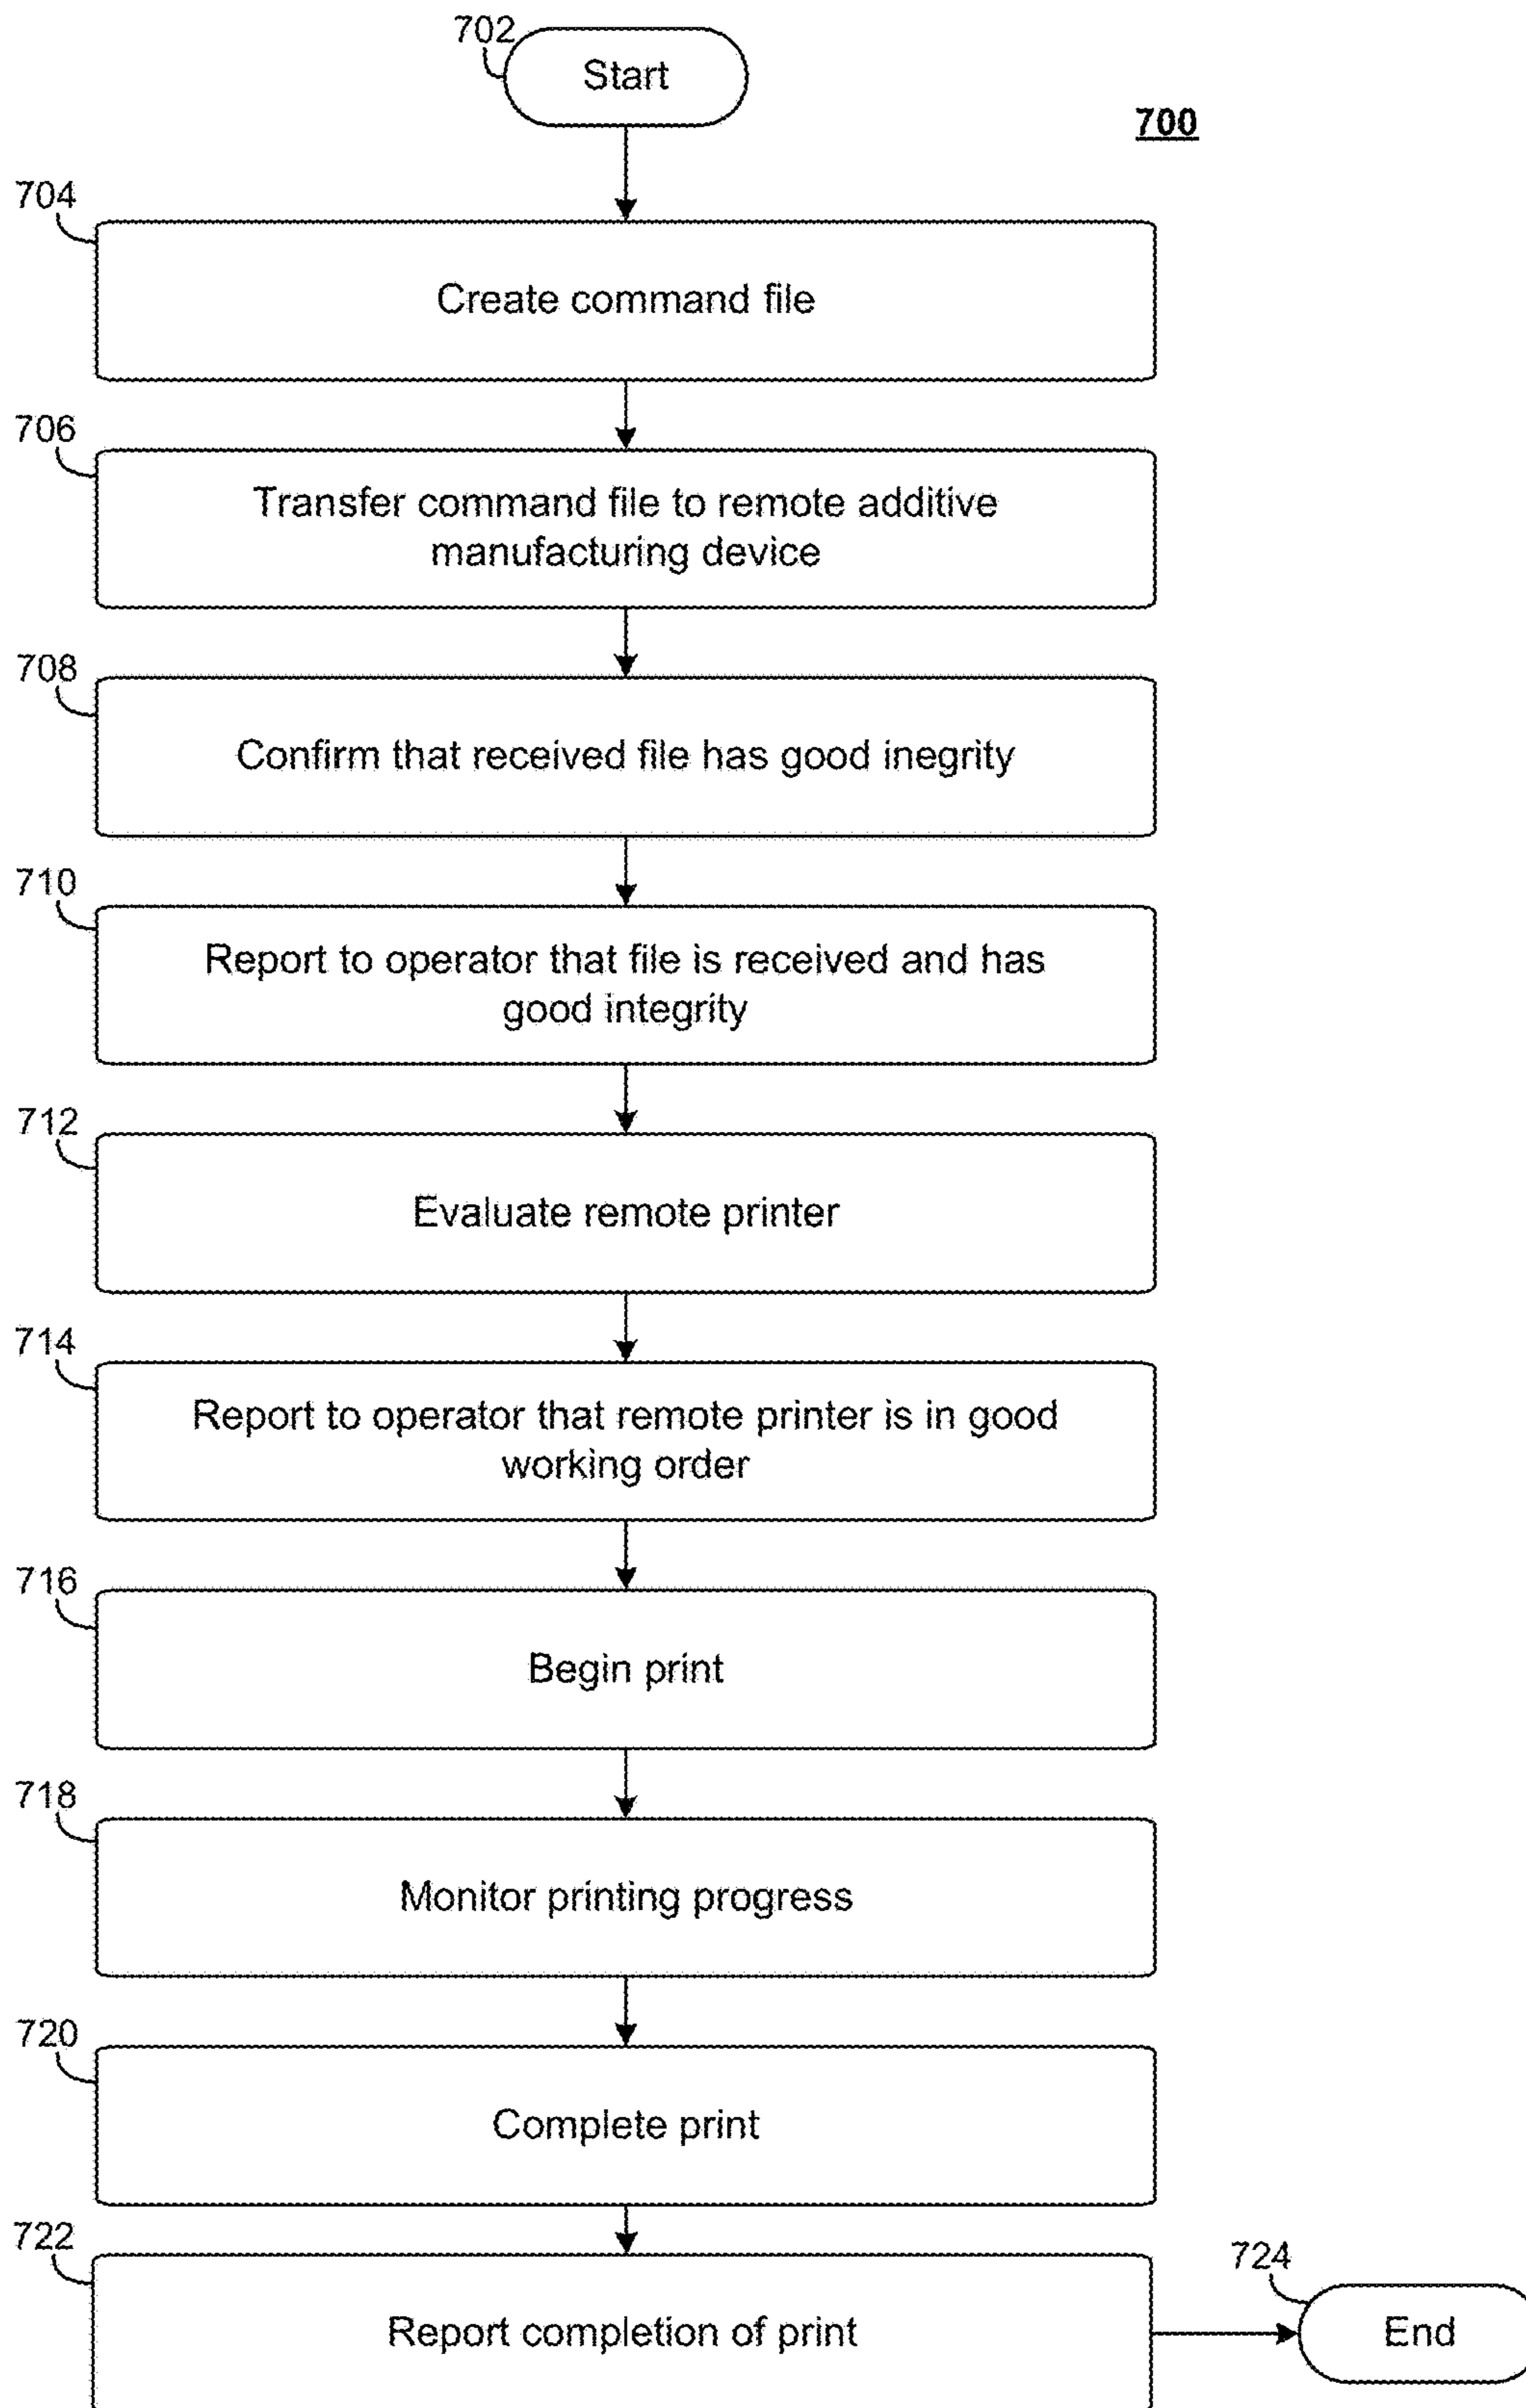 702
Start
700
704
Create command file
706
Transfer command file to remote additive
manufacturing device
708
Confirm that received file has good inegrity
710
Report to operator that file is received and has
good integrity
712
Evaluate remote printer
714
Report to operator that remote printer is in good
working order
716
Begin print
718
Monitor printing progress
720
Complete print
722
Report completion of print
724
End